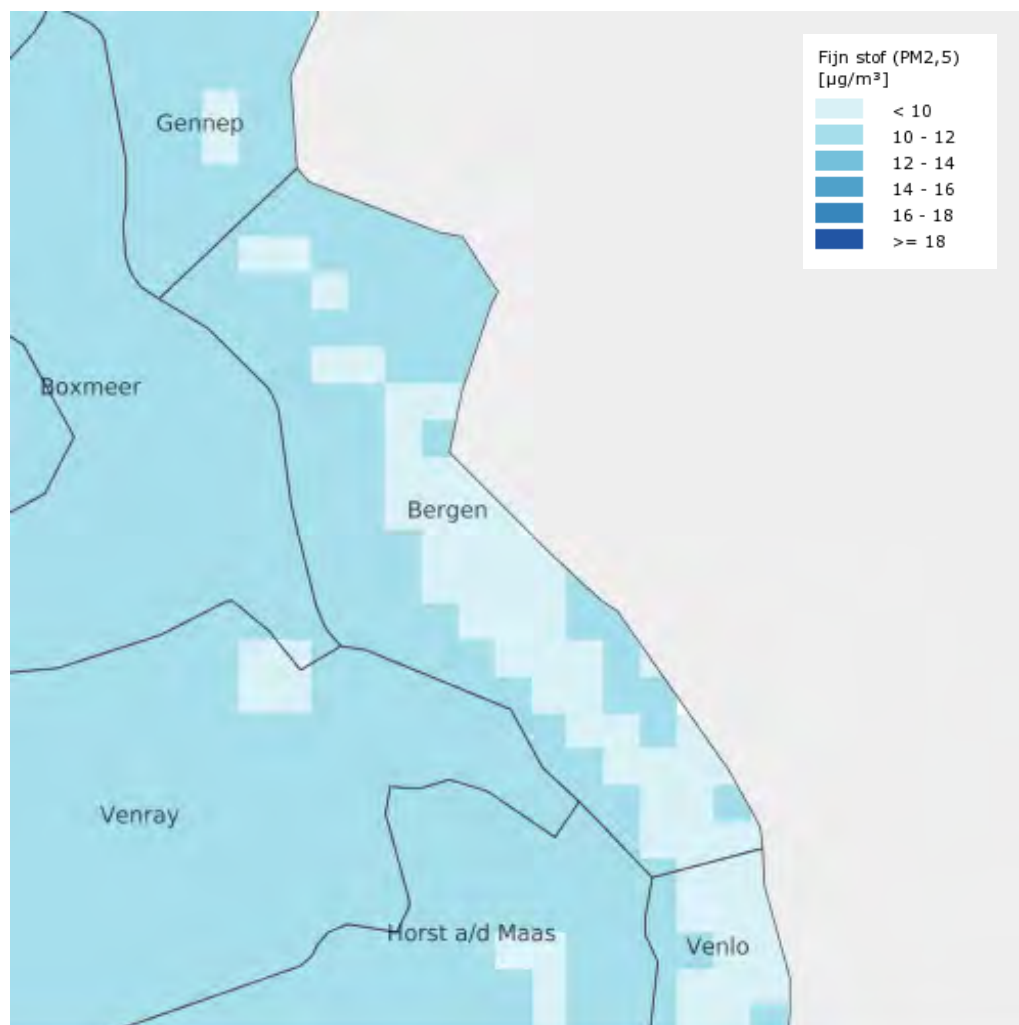 Fijn stof (PM2,5)
[µg/m³]
< 10
10 - 12
12 - 14
14 - 16
16 - 18
>= 18
Gennep
Boxmeer
Bergen
Venray
Horst a/d Maas
Venlo